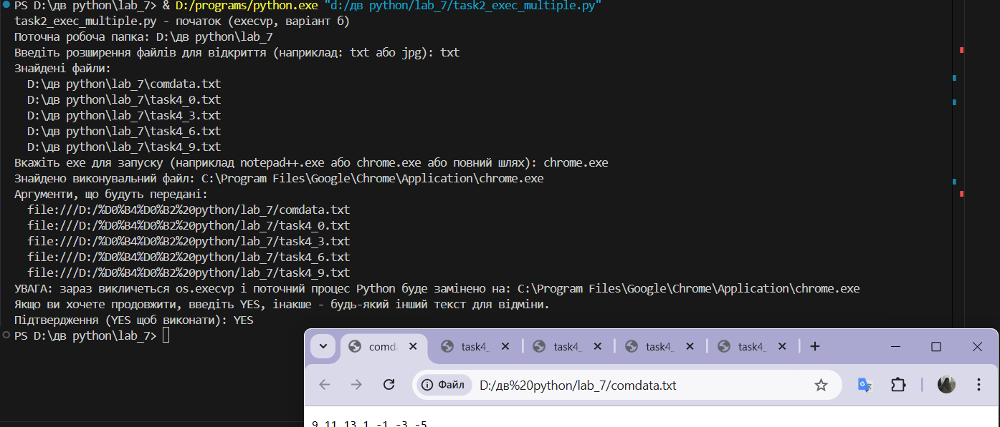 PS D:\дв python\lab_7> & D:/programs/python.exe "d:/дв python/lab_7/task2_exec_multiple.py"
task2_exec_multiple.py - початок (execvp, варіант 6)
Поточна робоча папка: D:\дв python\lab_7
Введіть розширення файлів для відкриття (наприклад: txt або jpg): txt
Знайдені файли:
D:\дв python\lab_7\comdata.txt
D:\дв python\lab_7\task4_0.txt
D:\дв python\lab_7\task4_3.txt
D:\дв python\lab_7\task4_6.txt
D:\дв python\lab_7\task4_9.txt
Вкажіть exe для запуску (наприклад notepad++.exe або chrome.exe або повний шлях): chrome.exe
Знайдено виконувальний файл: C:\Program Files\Google\Chrome\Application\chrome.exe
Аргументи, що будуть передані:
file:///D:/%D0%B4%D0%B2%20python/lab_7/comdata.txt
file:///D:/%D0%B4%D0%B2%20python/lab_7/task4_0.txt
file:///D:/%D0%B4%D0%B2%20python/lab_7/task4_3.txt
file:///D:/%D0%B4%D0%B2%20python/lab_7/task4_6.txt
file:///D:/%D0%B4%D0%B2%20python/lab_7/task4_9.txt
УВАГА: зараз викличеться os.execvp і поточний процес Python буде замінено на: C:\Program Files\Google\Chrome\Application\chrome.exe
Якщо ви хочете продовжити, введіть YES, інакше - будь-який інший текст для відміни.
Підтвердження (YES щоб виконати): YES
PS D:\дв python\lab_7>
comda task4_ task4_ task4_ task4_
Файл D:/дв%20python/lab_7/comdata.txt
9 11 13 1 -1 -3 -5